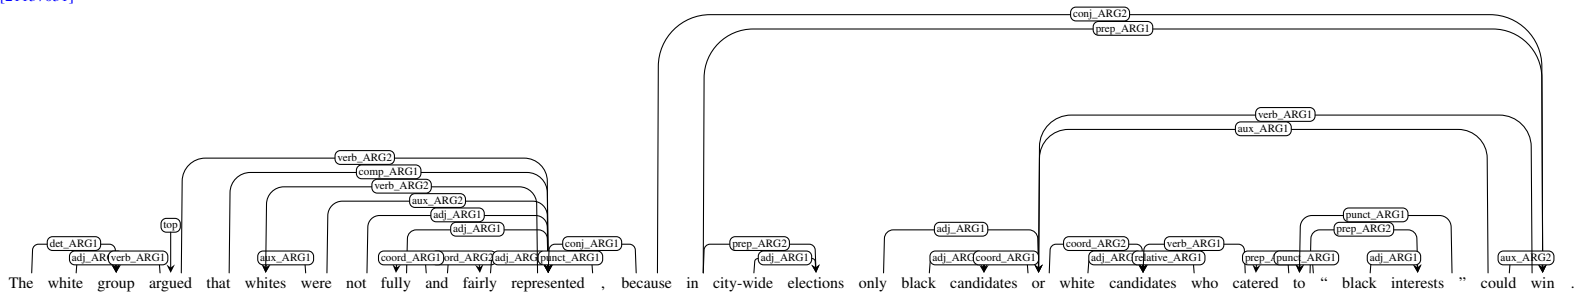 conj_ARG2
prep_ARG1
verb_ARG1
aux_ARG1
verb_ARG2
comp_ARG1
verb_ARG2
aux_ARG2
adj_ARG1 punct_ARG1
top adj_ARG1 adj_ARG1 prep_ARG2
det_ARG1 conj_ARG1 prep_ARG2 coord_ARG2 verb_ARG1
verb_ARG1 aux_ARG1 coord_ARG1 punct_ARG1 adj_ARG1 coord_ARG1 relative_ARG1 punct_ARG1 adj_ARG1 aux_ARG2
The white group argued that whites were not fully and fairly represented , because in city-wide elections only black candidates or white candidates who catered to “ black interests ” could win .